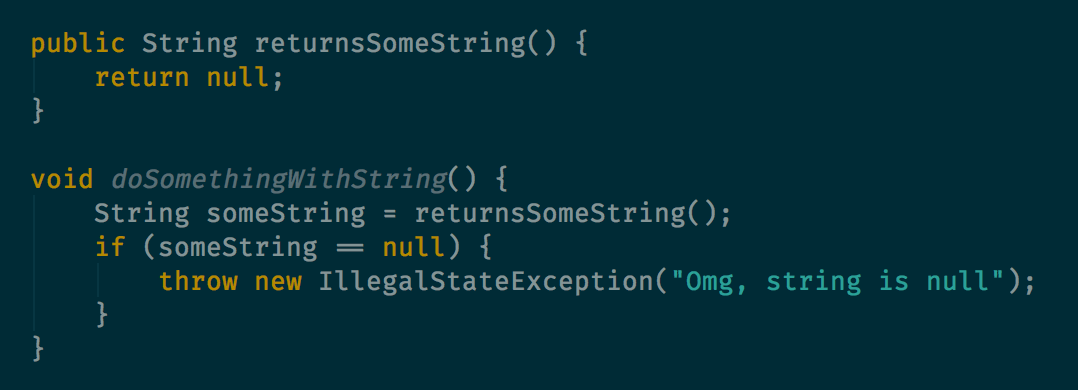 public String returnsSomeString() {
    return null;
}

void doSomethingWithString() {
    String someString = returnsSomeString();
    if (someString == null) {
        throw new IllegalStateException("Omg, string is null");
    }
}